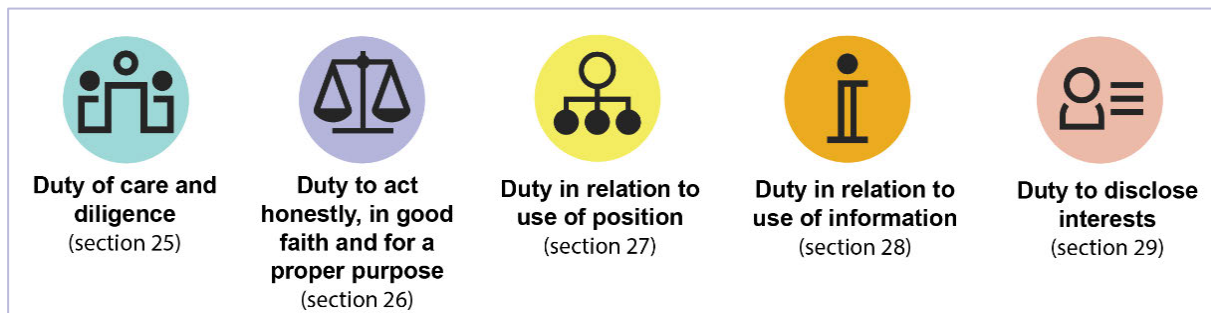 Duty of care and
diligence
(section 25)
Duty to act
honestly, in good
faith and for a
proper purpose
(section 26)
Duty in relation to
use of position
(section 27)
Duty in relation to
use of information
(section 28)
Duty to disclose
interests
(section 29)